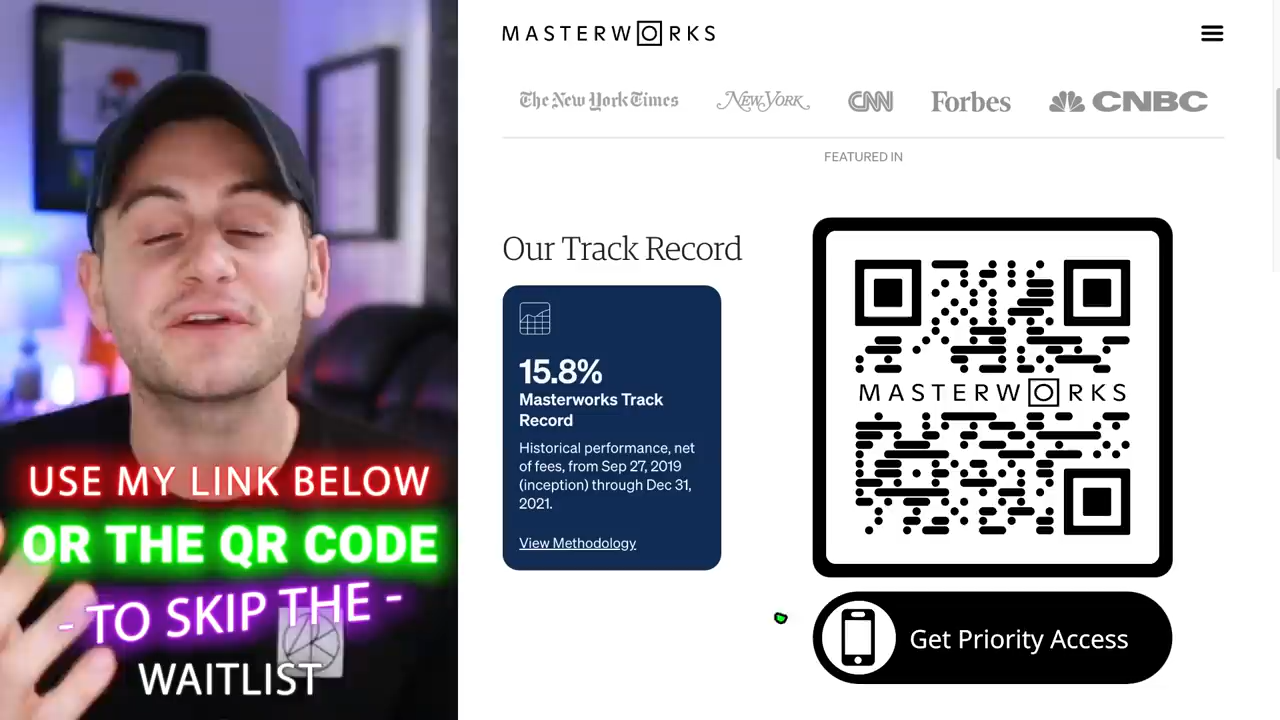 USE MY LINK BELOW
OR THE QR CODE
- TO SKIP THE -
WAITLIST
MASTERWORKS
The New York Times
NEW YORK
CNN
Forbes
CNBC
FEATURED IN
Our Track Record
15.8%
Masterworks Track
Record
Historical performance, net
of fees, from Sep 27, 2019
(inception) through Dec 31,
2021.
View Methodology
MASTERWORKS
Get Priority Access